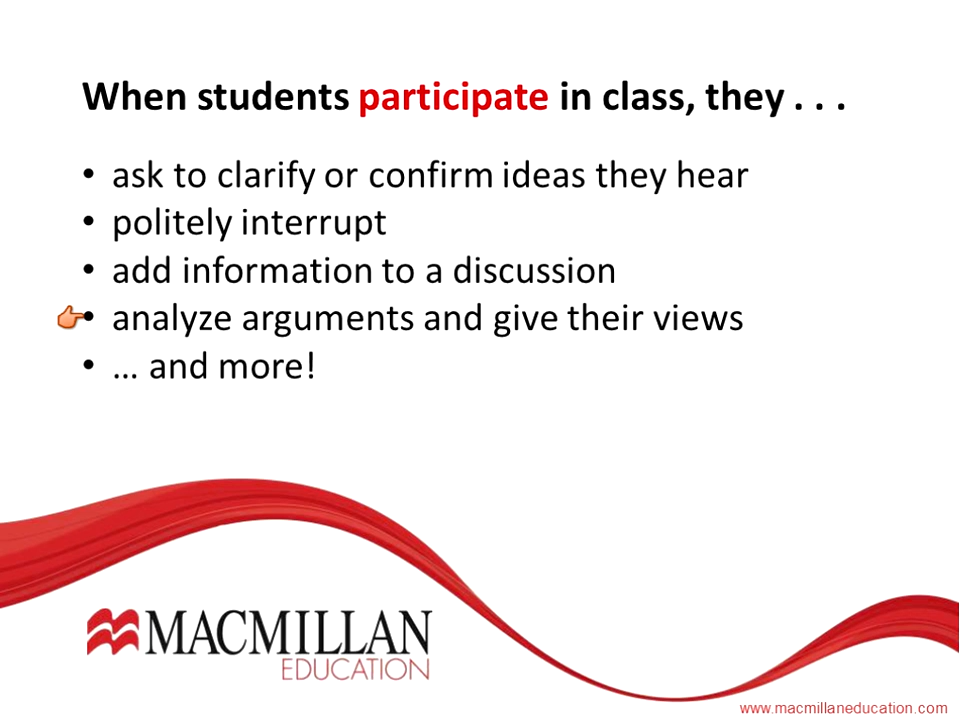 When students participate in class, they . . .
• ask to clarify or confirm ideas they hear
• politely interrupt
• add information to a discussion
• analyze arguments and give their views
• … and more!
MACMILLAN
EDUCATION
www.macmillaneducation.com